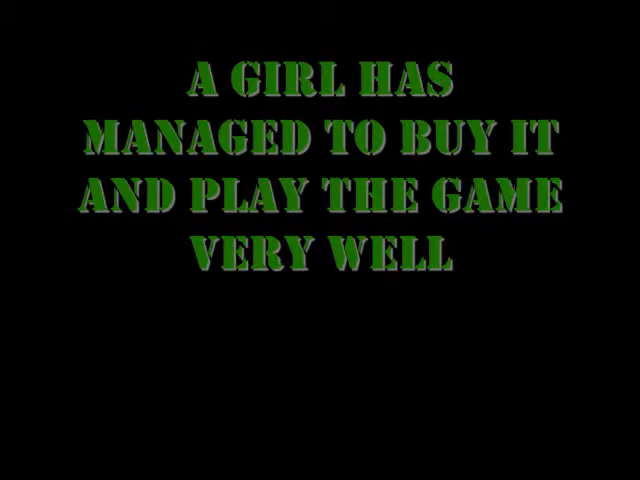 A GIRL HAS
MANAGED TO BUY IT
AND PLAY THE GAME
VERY WELL